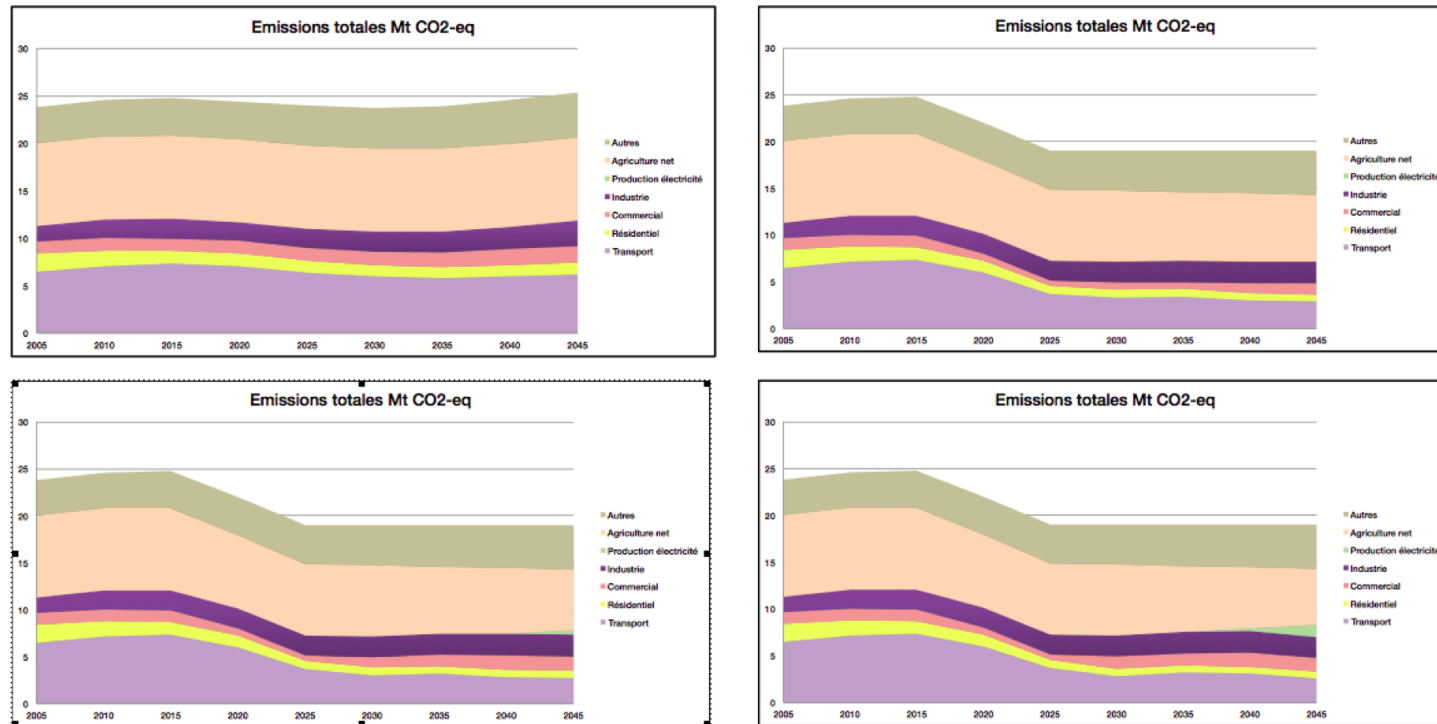 Emissions totales Mt CO2-eq
30
25
20
15
10
5
0
2005 2010 2015 2020 2025 2030 2035 2040 2045
Autres
Agriculture net
Production électricité
Industrie
Commercial
Résidentiel
Transport
Emissions totales Mt CO2-eq
30
25
20
15
10
5
0
2005 2010 2015 2020 2025 2030 2035 2040 2045
Autres
Agriculture net
Production électricité
Industrie
Commercial
Résidentiel
Transport
Emissions totales Mt CO2-eq
30
25
20
15
10
5
0
2005 2010 2015 2020 2025 2030 2035 2040 2045
Autres
Agriculture net
Production électricité
Industrie
Commercial
Résidentiel
Transport
Emissions totales Mt CO2-eq
30
25
20
15
10
5
0
2005 2010 2015 2020 2025 2030 2035 2040 2045
Autres
Agriculture net
Production électricité
Industrie
Commercial
Résidentiel
Transport